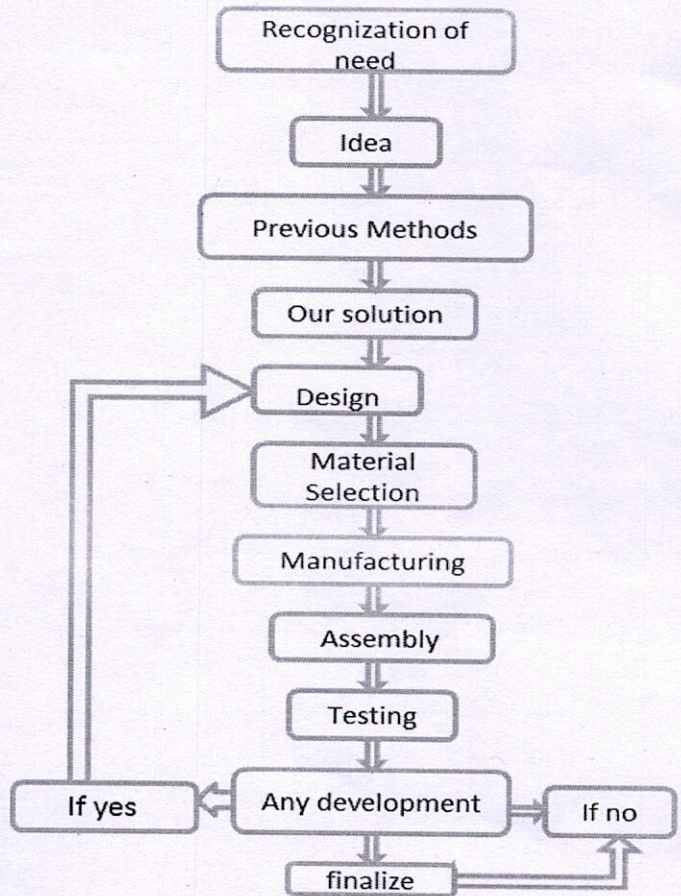 Recognization of
need
Idea
Previous Methods
Our solution
Design
Material
Selection
Manufacturing
Assembly
Testing
If yes
Any development
If no
finalize